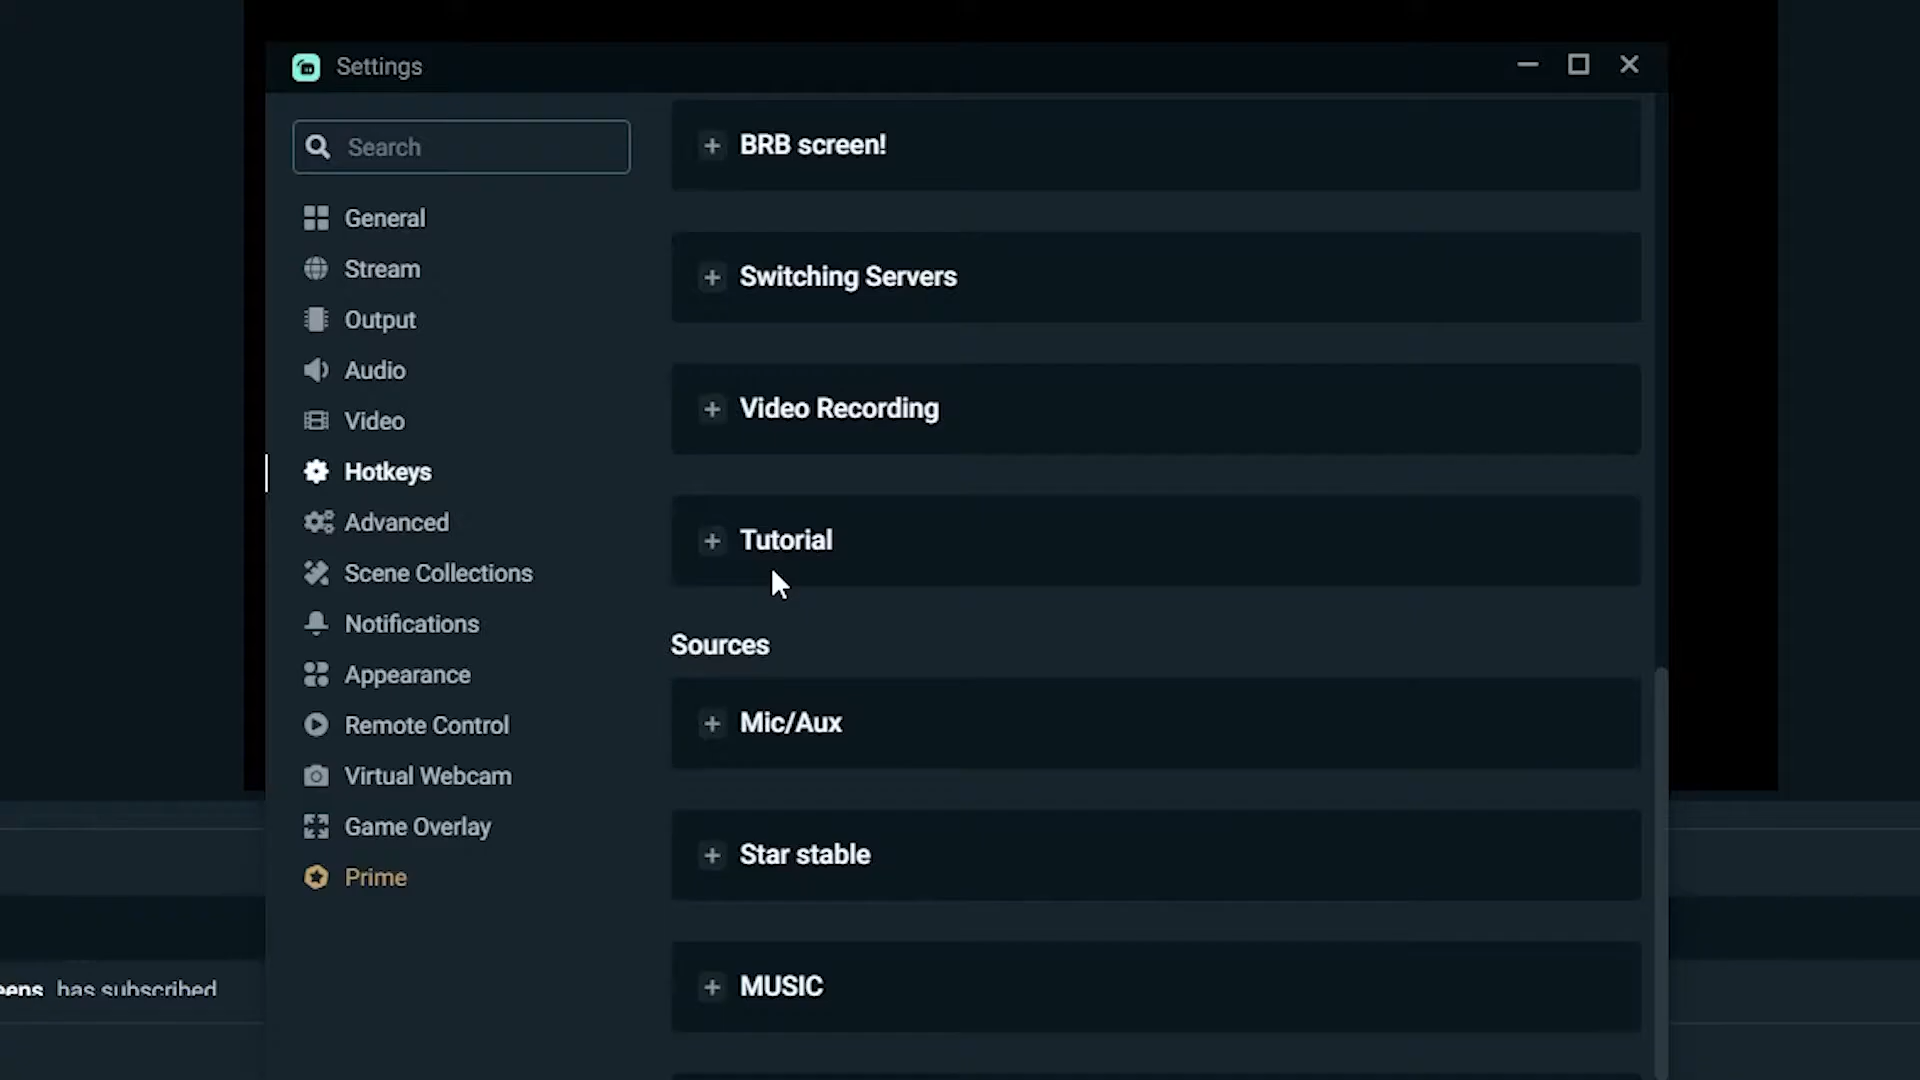 Settings
Search
General
Stream
Output
Audio
Video
Hotkeys
Advanced
Scene Collections
Notifications
Appearance
Remote Control
Virtual Webcam
Game Overlay
Prime
BRB screen!
Switching Servers
Video Recording
Tutorial
Sources
Mic/Aux
Star stable
MUSIC
eens has subscribed